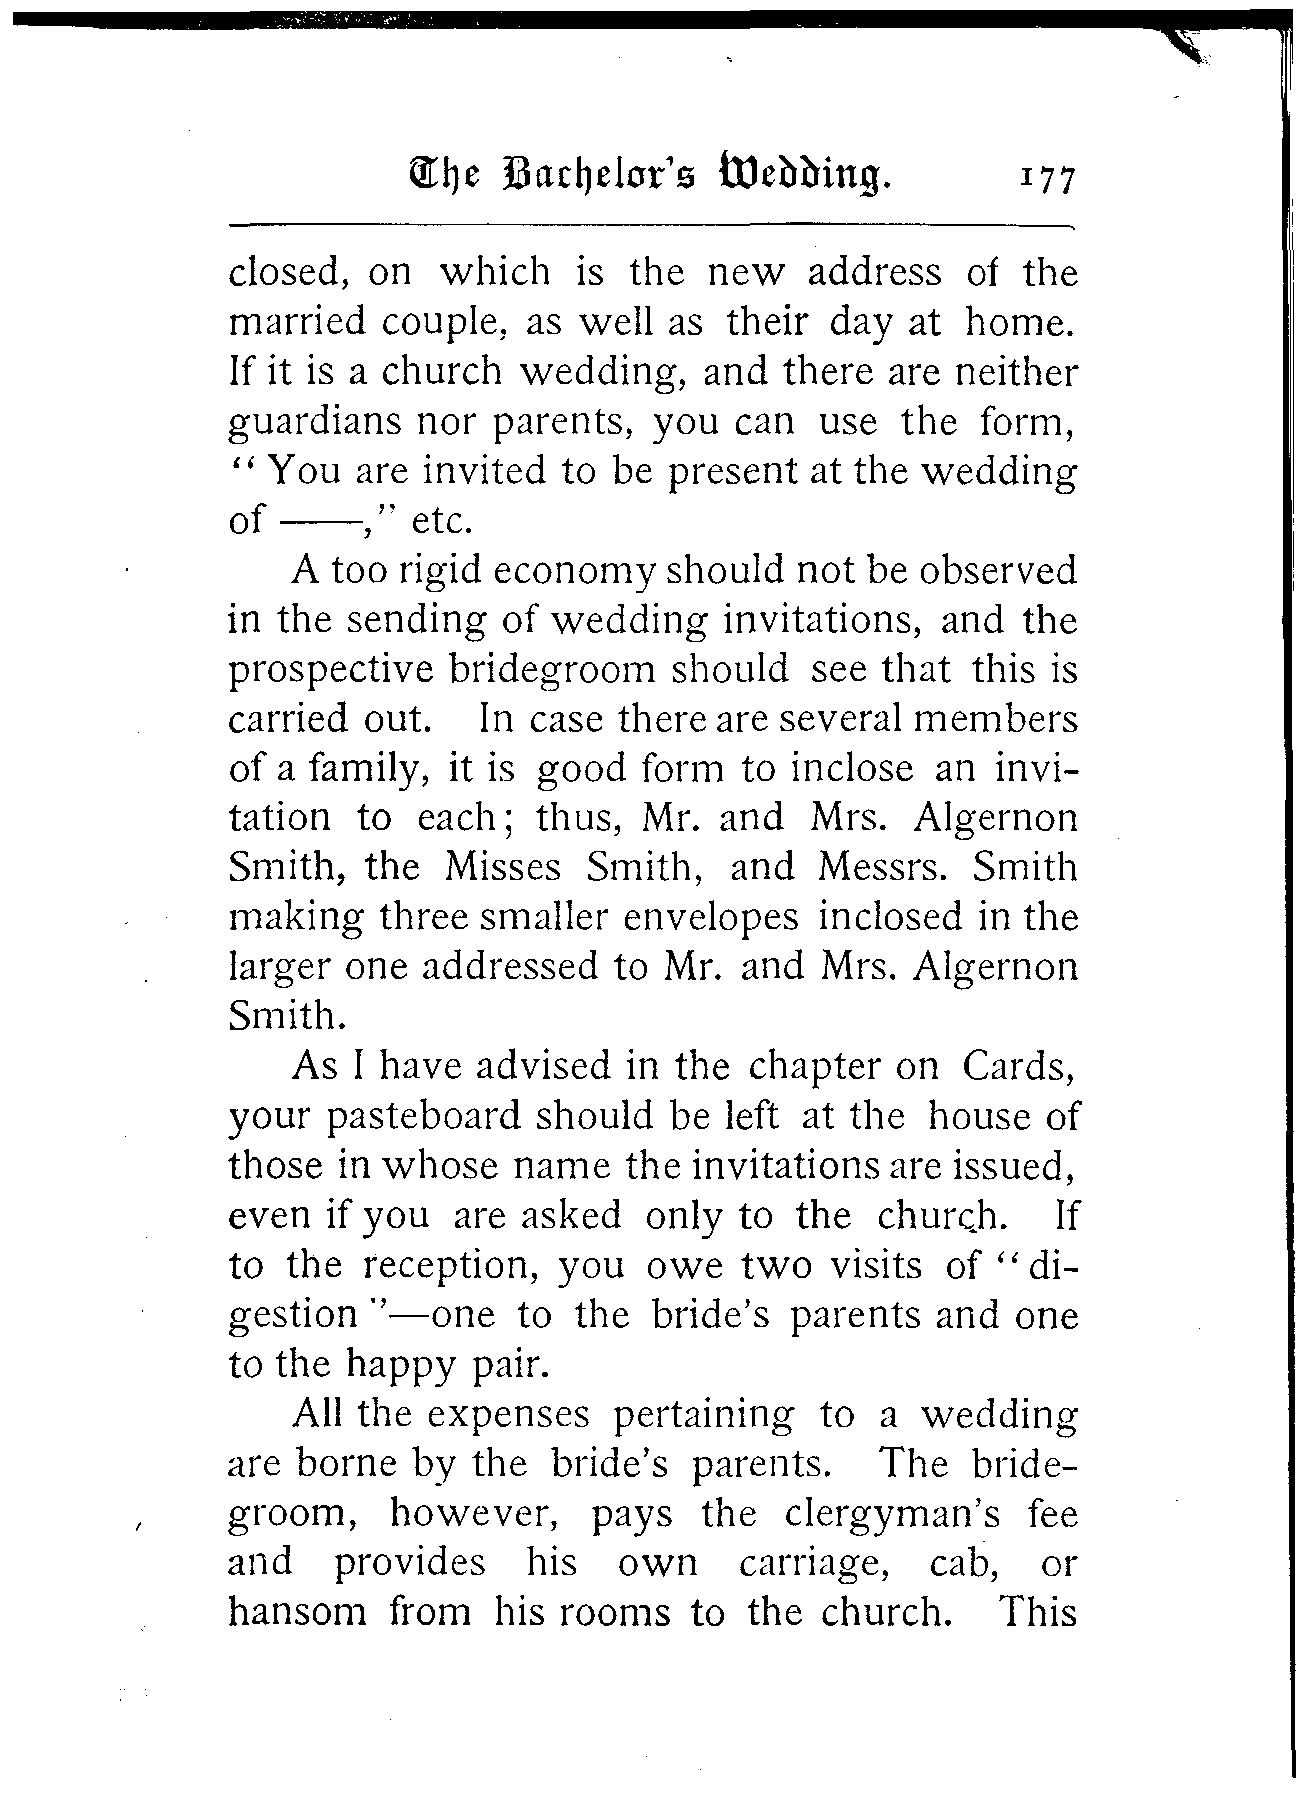 The Bachelor's Wedding. 177
closed, on which is the new address of the
married couple, as well as their day at home.
If it is a church wedding, and there are neither
guardians nor parents, you can use the form,
“ You are invited to be present at the wedding
of ——,” etc.
A too rigid economy should not be observed
in the sending of wedding invitations, and the
prospective bridegroom should see that this is
carried out. In case there are several members
of a family, it is good form to inclose an invi-
tation to each; thus, Mr. and Mrs. Algernon
Smith, the Misses Smith, and Messrs. Smith
making three smaller envelopes inclosed in the
larger one addressed to Mr. and Mrs. Algernon
Smith.
As I have advised in the chapter on Cards,
your pasteboard should be left at the house of
those in whose name the invitations are issued,
even if you are asked only to the church. If
to the reception, you owe two visits of “ di-
gestion ”—one to the bride's parents and one
to the happy pair.
All the expenses pertaining to a wedding
are borne by the bride's parents. The bride-
groom, however, pays the clergyman's fee
and provides his own carriage, cab, or
hansom from his rooms to the church. This